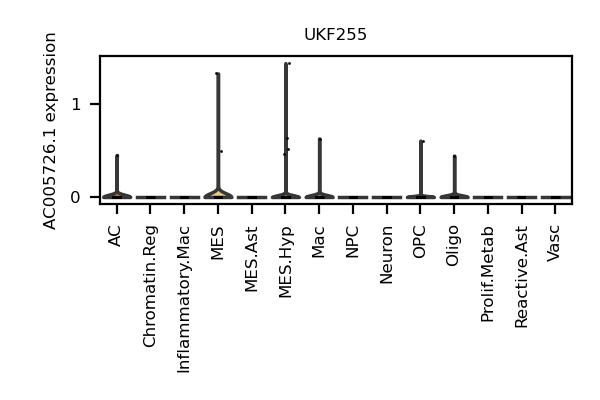 UKF255
AC005726.1 expression
1
0
AC
Chromatin.Reg
Inflammatory.Mac
MES
MES.Ast
MES.Hyp
Mac
NPC
Neuron
OPC
Oligo
Prolif.Metab
Reactive.Ast
Vasc